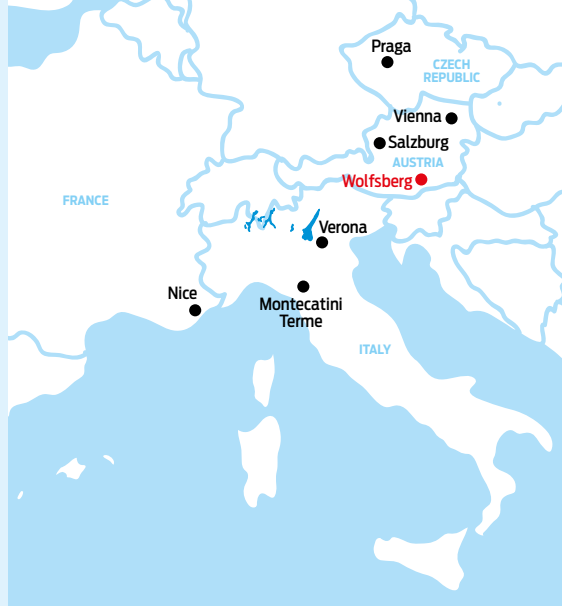 Praga
CZECH
REPUBLIC
Vienna
Salzburg
AUSTRIA
Wolfsberg
FRANCE
Verona
Nice
Montecatini
Terme
ITALY